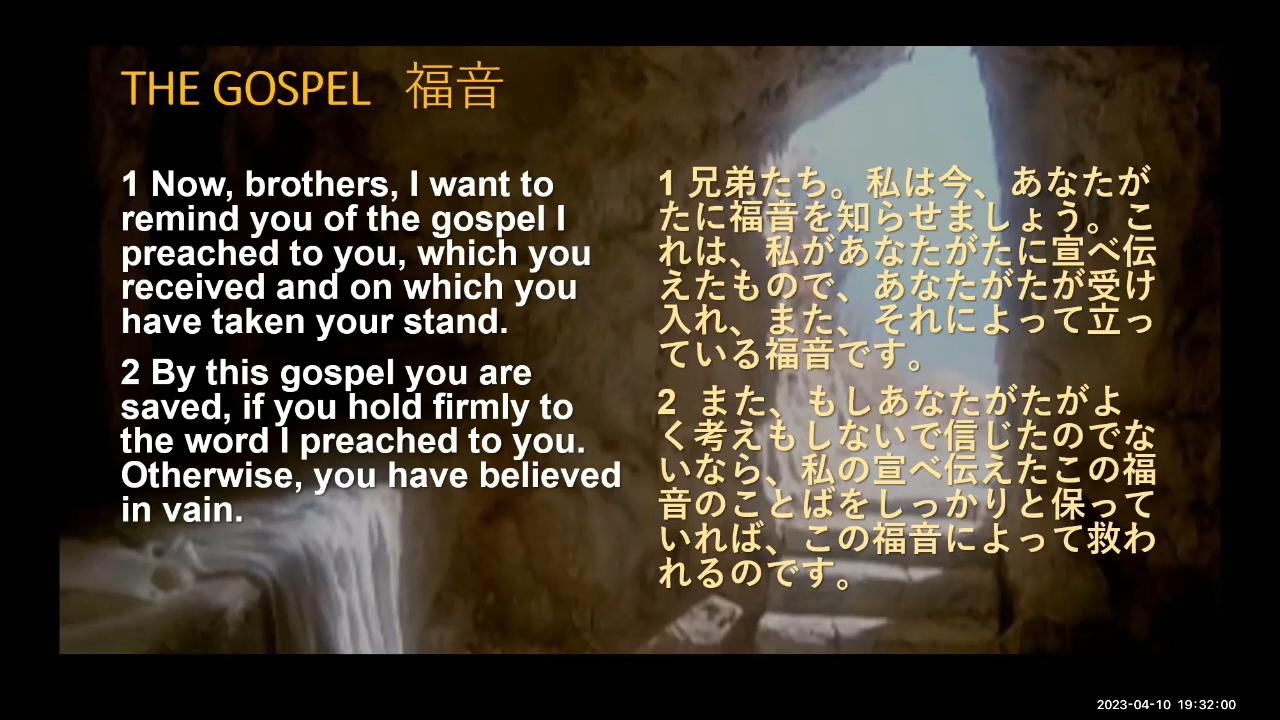 THE GOSPEL 福音
1 Now, brothers, I want to
remind you of the gospel I
preached to you, which you
received and on which you
have taken your stand.
2 By this gospel you are
saved, if you hold firmly to
the word I preached to you.
Otherwise, you have believed
in vain.
1 兄弟たち。私は今、あなたが
たに福音を知らせましょう。こ
れは、私があなたがたに宣べ伝
えたもので、あなたがたが受け
入れ、また、それによって立っ
ている福音です。
2 また、もしあなたがたがよ
く考えもしないで信じたのでな
いなら、私の宣べ伝えたこの福
音のことばをしっかりと保って
いれば、この福音によって救わ
れるのです。
2023-04-10 19:32:00